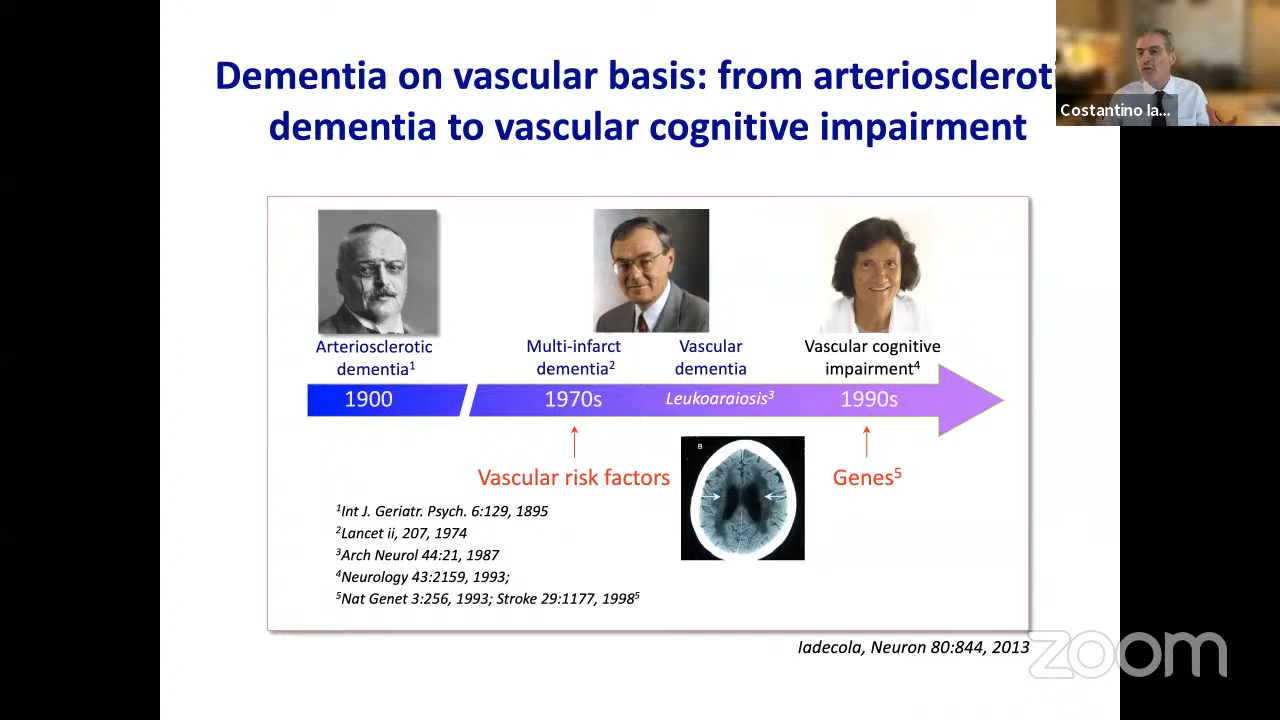 Dementia on vascular basis: from arterioscleroti
dementia to vascular cognitive impairment
Costantino Ia...
Arteriosclerotic
dementia¹
Multi-infarct
dementia²
Vascular
dementia
Vascular cognitive
impairment⁴
1900
1970s
Leukoaraiosis³
1990s
Vascular risk factors
B
Genes⁵
¹Int J. Geriatr. Psych. 6:129, 1895
²Lancet ii, 207, 1974
³Arch Neurol 44:21, 1987
⁴Neurology 43:2159, 1993;
⁵Nat Genet 3:256, 1993; Stroke 29:1177, 1998⁵
Iadecola, Neuron 80:844, 2013
zoom